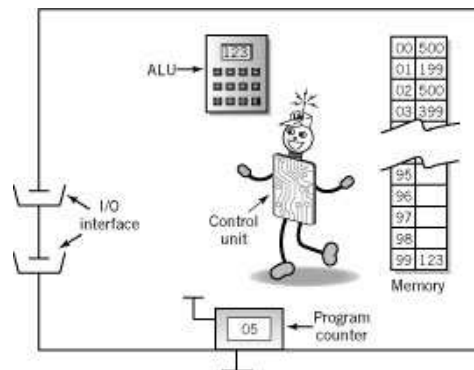 123
ALU
00 500
01 199
02 500
03 399
95
96
97
98
99 123
Memory
I/O
interface
Control
unit
05
Program
counter